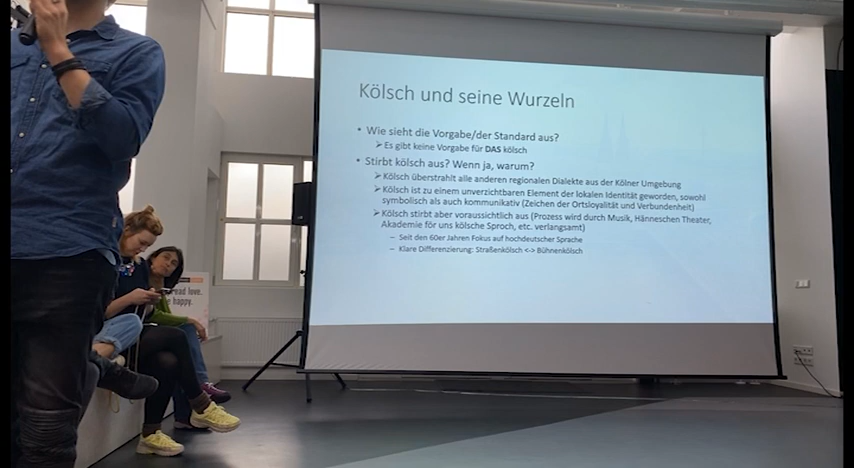 Kölsch und seine Wurzeln
• Wie sieht die Vorgabe/der Standard aus?
➢ Es gibt keine Vorgabe für DAS kölsch
• Stirbt kölsch aus? Wenn ja, warum?
➢ Kölsch überstrahlt alle anderen regionalen Dialekte aus der Kölner Umgebung
➢ Kölsch ist zu einem unverzichtbaren Element der lokalen Identität geworden, sowohl
symbolisch als auch kommunikativ (Zeichen der Ortsloyalität und Verbundenheit)
➢ Kölsch stirbt aber voraussichtlich aus (Prozess wird durch Musik, Hänneschen Theater,
Akademie für uns kölsche Sproch, etc. verlangsamt)
– Seit den 60er Jahren Fokus auf hochdeutscher Sprache
– Klare Differenzierung: Straßenkölsch <-> Bühnenkölsch
love.
happy.